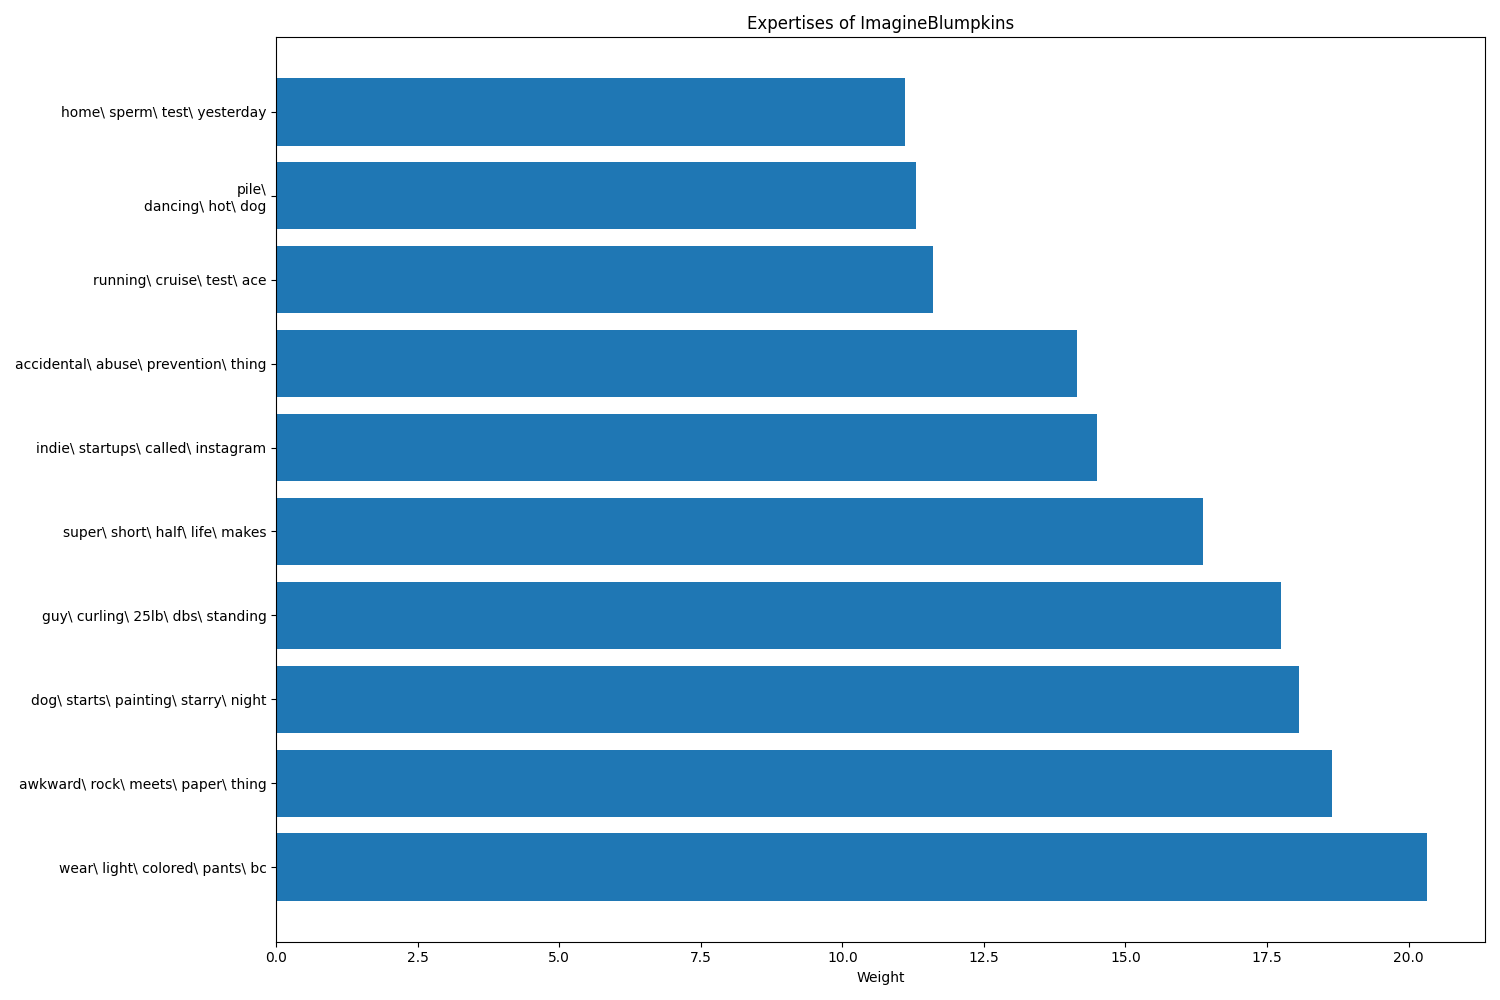 Expertises of ImagineBlumpkins
home\ sperm\ test\ yesterday
pile\
dancing\ hot\ dog
running\ cruise\ test\ ace
accidental\ abuse\ prevention\ thing
indie\ startups\ called\ instagram
super\ short\ half\ life\ makes
guy\ curling\ 25lb\ dbs\ standing
dog\ starts\ painting\ starry\ night
awkward\ rock\ meets\ paper\ thing
wear\ light\ colored\ pants\ bc
0.0 2.5 5.0 7.5 10.0 12.5 15.0 17.5 20.0
Weight